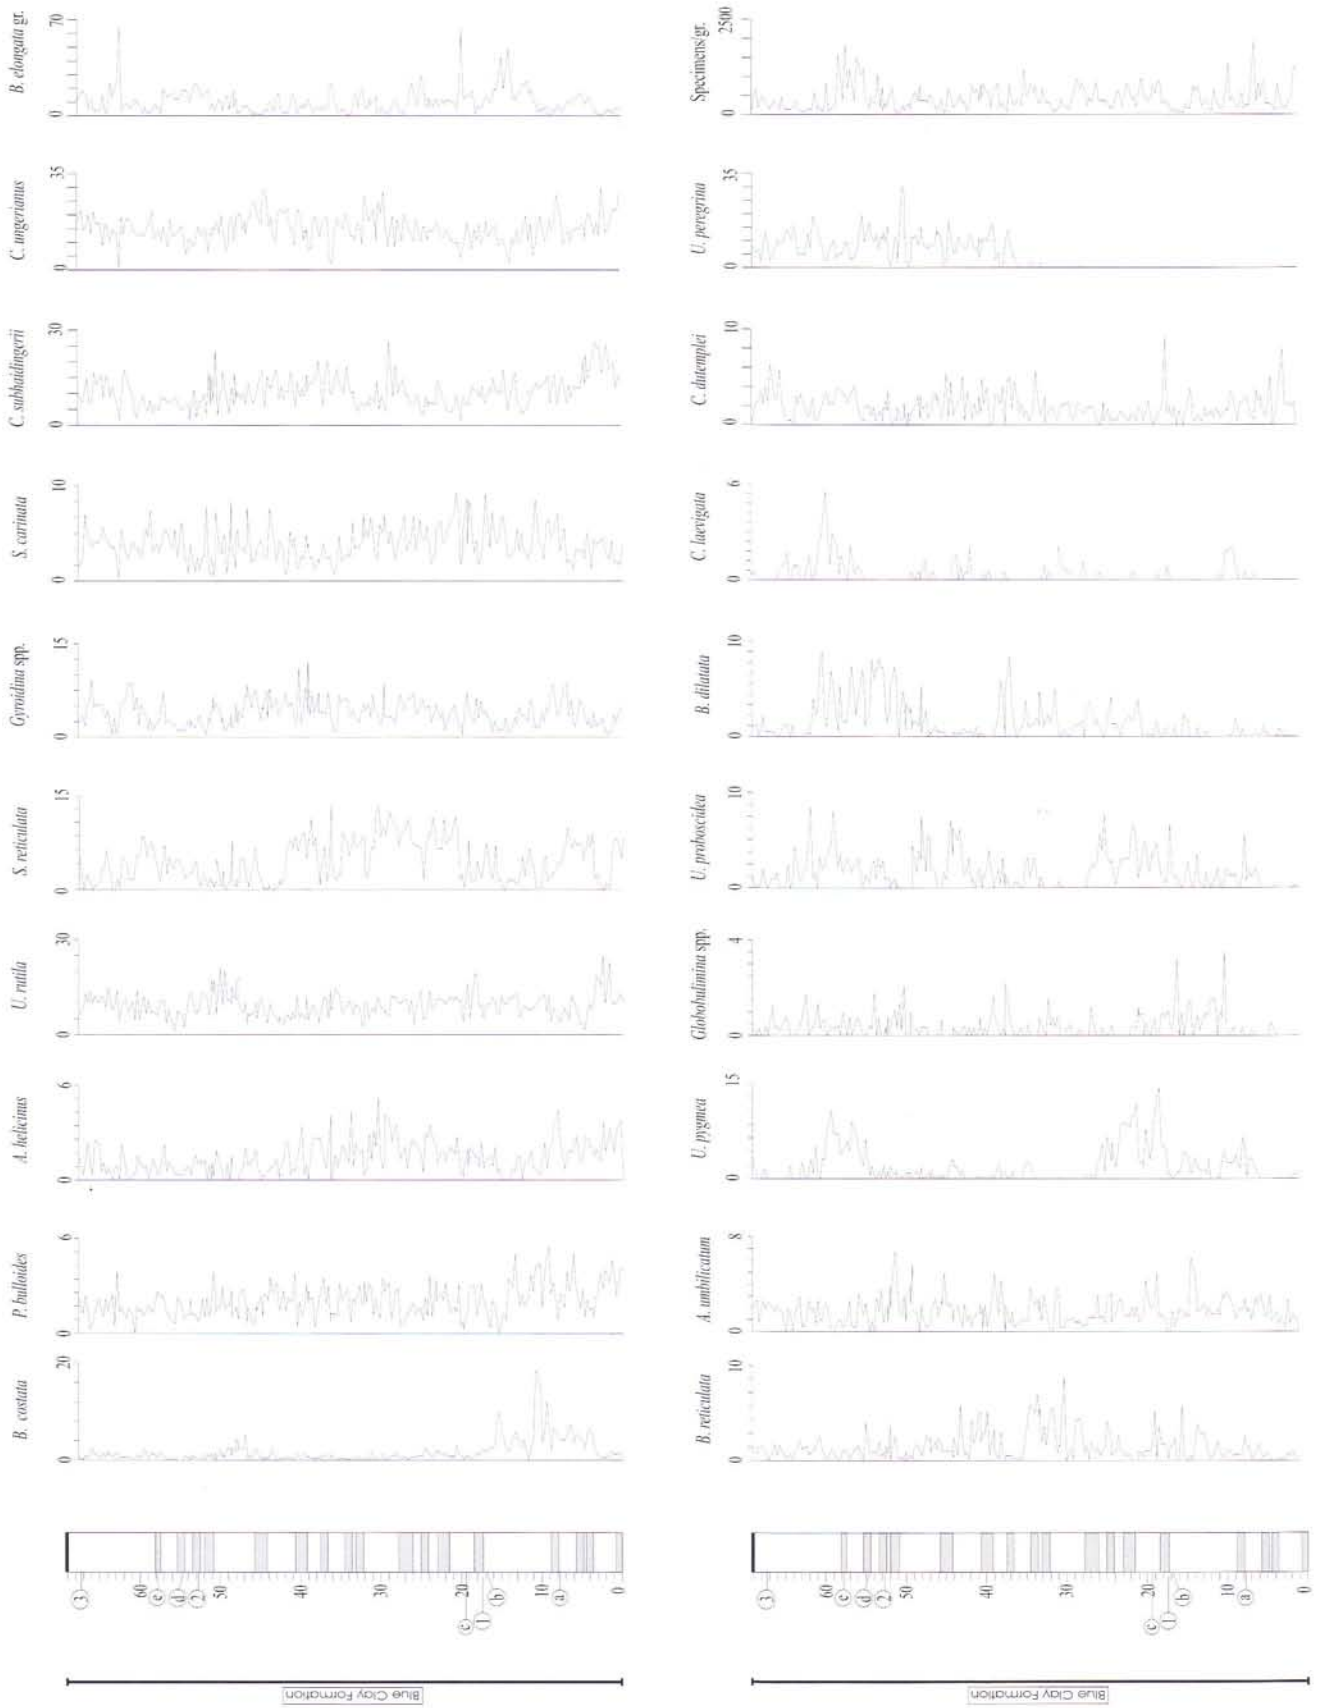 B. elongata gr.
70
0
C. ungerianus
35
0
C. subhaidingerii
30
0
S. carinata
10
0
Gyroidina spp.
15
0
S. reticulata
15
0
U. rutila
30
0
A. helicinus
6
0
P. bulloides
6
0
B. costata
20
0
3
60
e
d
2
50
40
30
20
c
1
b
10
a
0
Blue Clay Formation
Specimens/gr.
2500
0
U. peregrina
35
0
C. dutemplei
10
0
C. laevigata
6
0
B. dilatata
10
0
U. proboscidea
10
0
Globobulimina spp.
4
0
U. pygmea
15
0
A. umbilicatum
8
0
B. reticulata
10
0
3
60
e
d
2
50
40
30
20
c
1
b
10
a
0
Blue Clay Formation